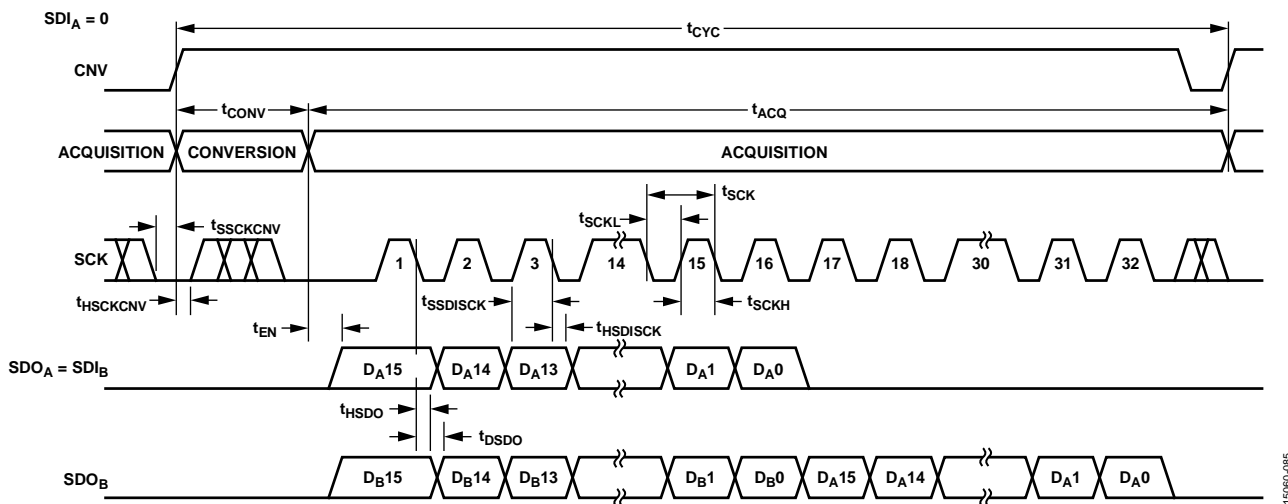 SDIA = 0
tCYC
CNV
tCONV
tACQ
ACQUISITION CONVERSION ACQUISITION
tSCK
tSCKL
tSSCKCNV
SCK 1 2 3 14 15 16 17 18 30 31 32
tHSCKCNV
tSSDISCK
tSCKH
tEN
tHSDISCK
SDOA = SDIB DA15 DA14 DA13 DA1 DA0
tHSDO
tDSDO
SDOB DB15 DB14 DB13 DB1 DB0 DA15 DA14 DA1 DA0